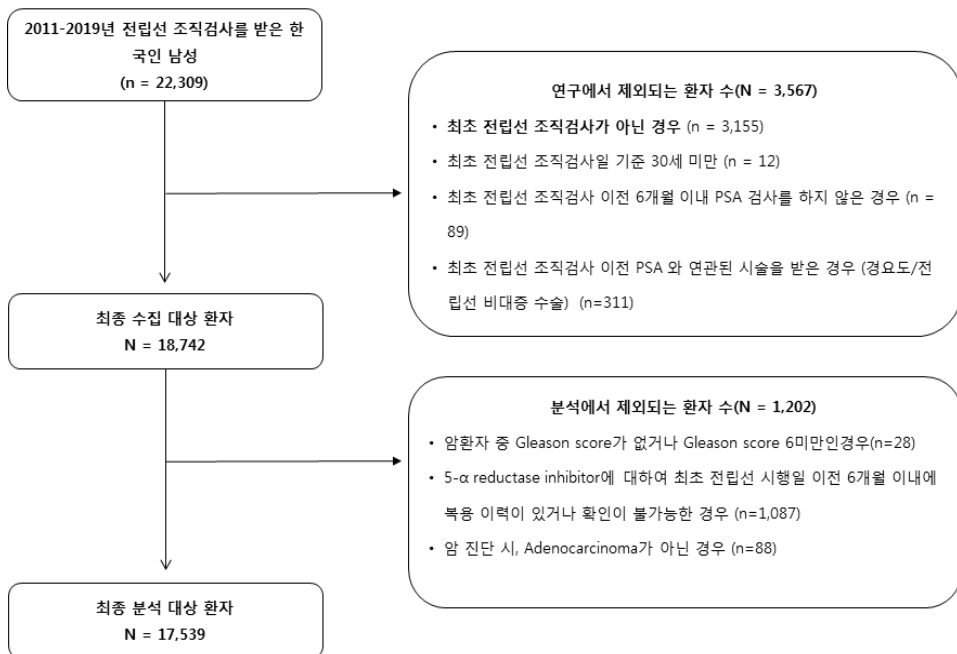 2011-2019년 전립선 조직검사를 받은 한
국인 남성
(n = 22,309)
연구에서 제외되는 환자 수(N = 3,567)
• 최초 전립선 조직검사가 아닌 경우 (n = 3,155)
• 최초 전립선 조직검사일 기준 30세 미만 (n = 12)
• 최초 전립선 조직검사 이전 6개월 이내 PSA 검사를 하지 않은 경우 (n =
89)
• 최초 전립선 조직검사 이전 PSA 와 연관된 시술을 받은 경우 (경요도/전
립선 비대증 수술) (n=311)
최종 수집 대상 환자
N = 18,742
분석에서 제외되는 환자 수(N = 1,202)
• 암환자 중 Gleason score가 없거나 Gleason score 6미만인경우(n=28)
• 5-α reductase inhibitor에 대하여 최초 전립선 시행일 이전 6개월 이내에
복용 이력이 있거나 확인이 불가능한 경우 (n=1,087)
• 암 진단 시, Adenocarcinoma가 아닌 경우 (n=88)
최종 분석 대상 환자
N = 17,539